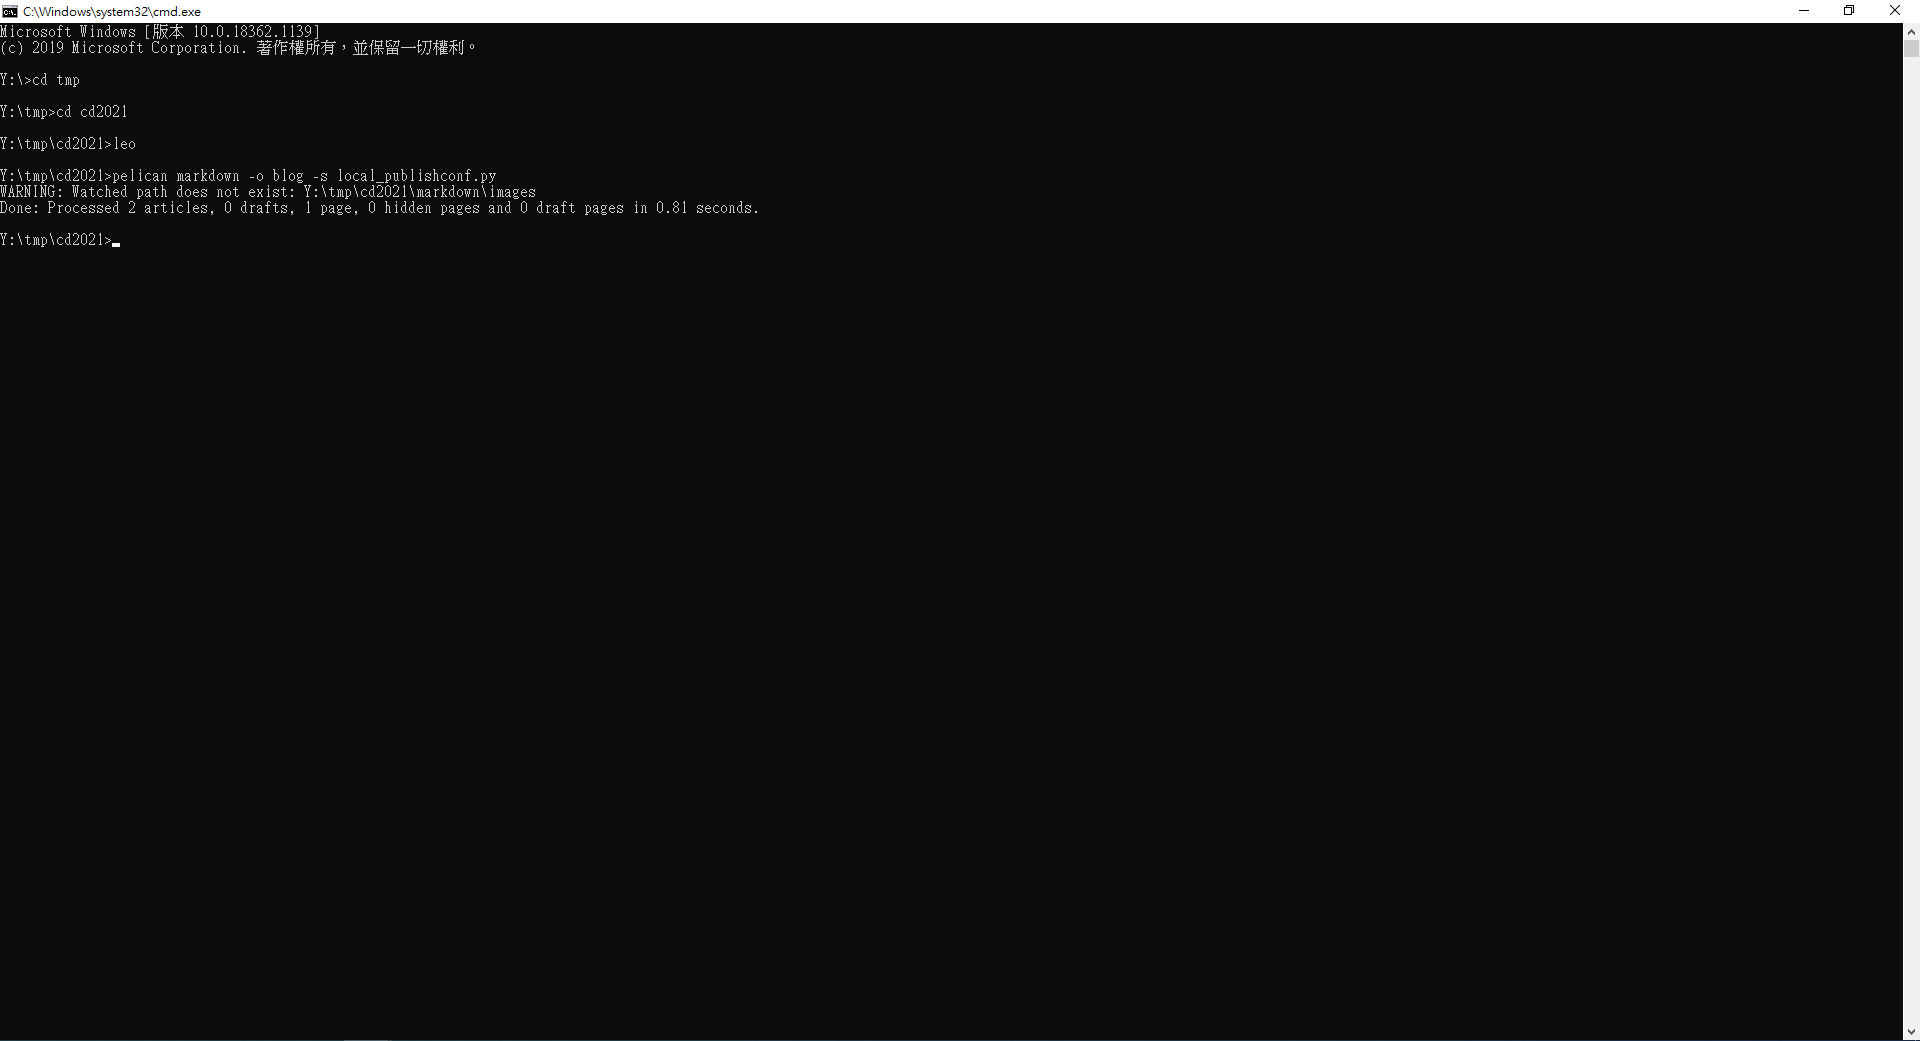 C:\Windows\system32\cmd.exe
Microsoft Windows [版本 10.0.18362.1139]
(c) 2019 Microsoft Corporation. 著作權所有，並保留一切權利。
Y:\>cd tmp
Y:\tmp>cd cd2021
Y:\tmp\cd2021>leo
Y:\tmp\cd2021>pelican markdown -o blog -s local_publishconf.py
WARNING: Watched path does not exist: Y:\tmp\cd2021\markdown\images
Done: Processed 2 articles, 0 drafts, 1 page, 0 hidden pages and 0 draft pages in 0.81 seconds.
Y:\tmp\cd2021>